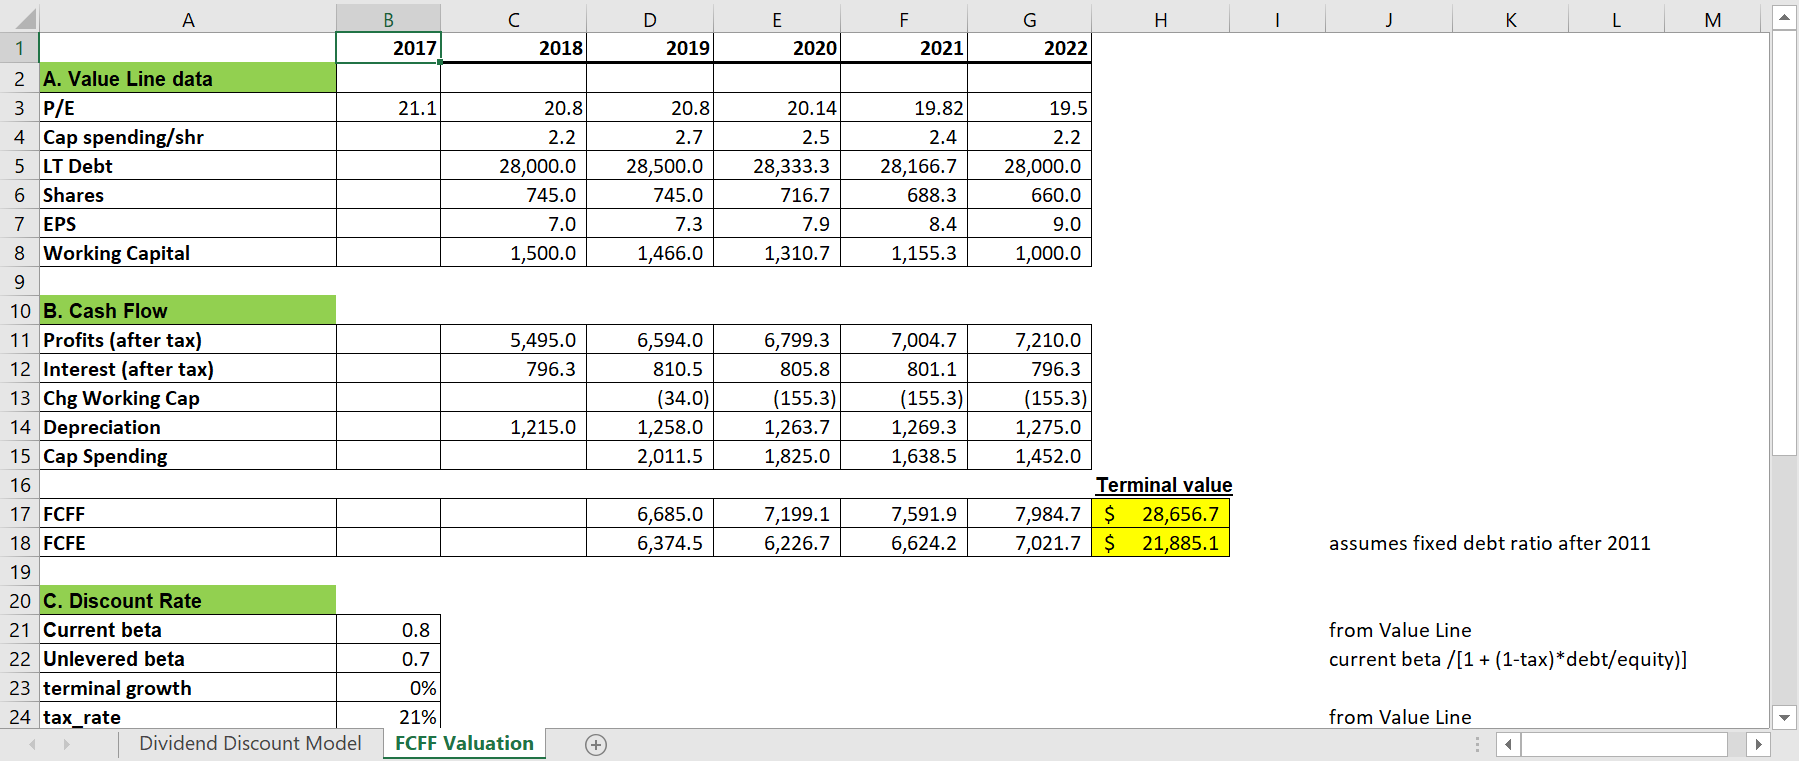 A B C D E F G H I J K L M
1 2017 2018 2019 2020 2021 2022
2 A. Value Line data
3 P/E 21.1 20.8 20.8 20.14 19.82 19.5
4 Cap spending/shr 2.2 2.7 2.5 2.4 2.2
5 LT Debt 28,000.0 28,500.0 28,333.3 28,166.7 28,000.0
6 Shares 745.0 745.0 716.7 688.3 660.0
7 EPS 7.0 7.3 7.9 8.4 9.0
8 Working Capital 1,500.0 1,466.0 1,310.7 1,155.3 1,000.0
9
10 B. Cash Flow
11 Profits (after tax) 5,495.0 6,594.0 6,799.3 7,004.7 7,210.0
12 Interest (after tax) 796.3 810.5 805.8 801.1 796.3
13 Chg Working Cap (34.0) (155.3) (155.3) (155.3)
14 Depreciation 1,215.0 1,258.0 1,263.7 1,269.3 1,275.0
15 Cap Spending 2,011.5 1,825.0 1,638.5 1,452.0
16 Terminal value
17 FCFF 6,685.0 7,199.1 7,591.9 7,984.7 $ 28,656.7
18 FCFE 6,374.5 6,226.7 6,624.2 7,021.7 $ 21,885.1 assumes fixed debt ratio after 2011
19
20 C. Discount Rate
21 Current beta 0.8 from Value Line
22 Unlevered beta 0.7 current beta /[1 + (1-tax)*debt/equity)]
23 terminal growth 0%
24 tax_rate 21% from Value Line
Dividend Discount Model FCFF Valuation